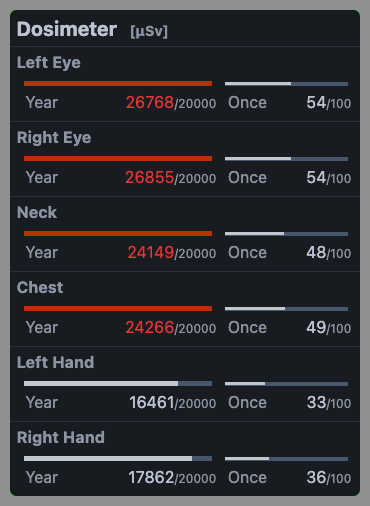 Dosimeter [μSv]
Left Eye
Year 26768/20000 Once 54/100
Right Eye
Year 26855/20000 Once 54/100
Neck
Year 24149/20000 Once 48/100
Chest
Year 24266/20000 Once 49/100
Left Hand
Year 16461/20000 Once 33/100
Right Hand
Year 17862/20000 Once 36/100